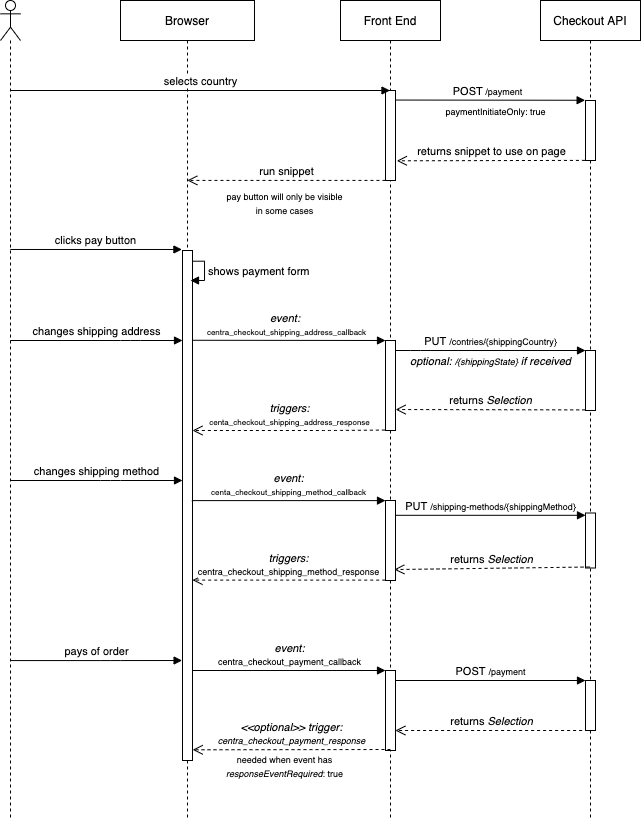 Browser
Front End
Checkout API
selects country
POST /payment
paymentInitiateOnly: true
returns snippet to use on page
run snippet
pay button will only be visible
in some cases
clicks pay button
shows payment form
event:
changes shipping address
centra_checkout_shipping_address_callback
PUT /contries/{shippingCountry}
optional: /{shippingState} if received
returns Selection
triggers:
centa_checkout_shipping_address_response
changes shipping method
event:
centa_checkout_shipping_method_callback
PUT /shipping-methods/{shippingMethod}
triggers:
returns Selection
centra_checkout_shipping_method_response
pays of order
event:
centra_checkout_payment_callback
POST /payment
<<optional>> trigger:
returns Selection
centra_checkout_payment_response
needed when event has
responseEventRequired: true